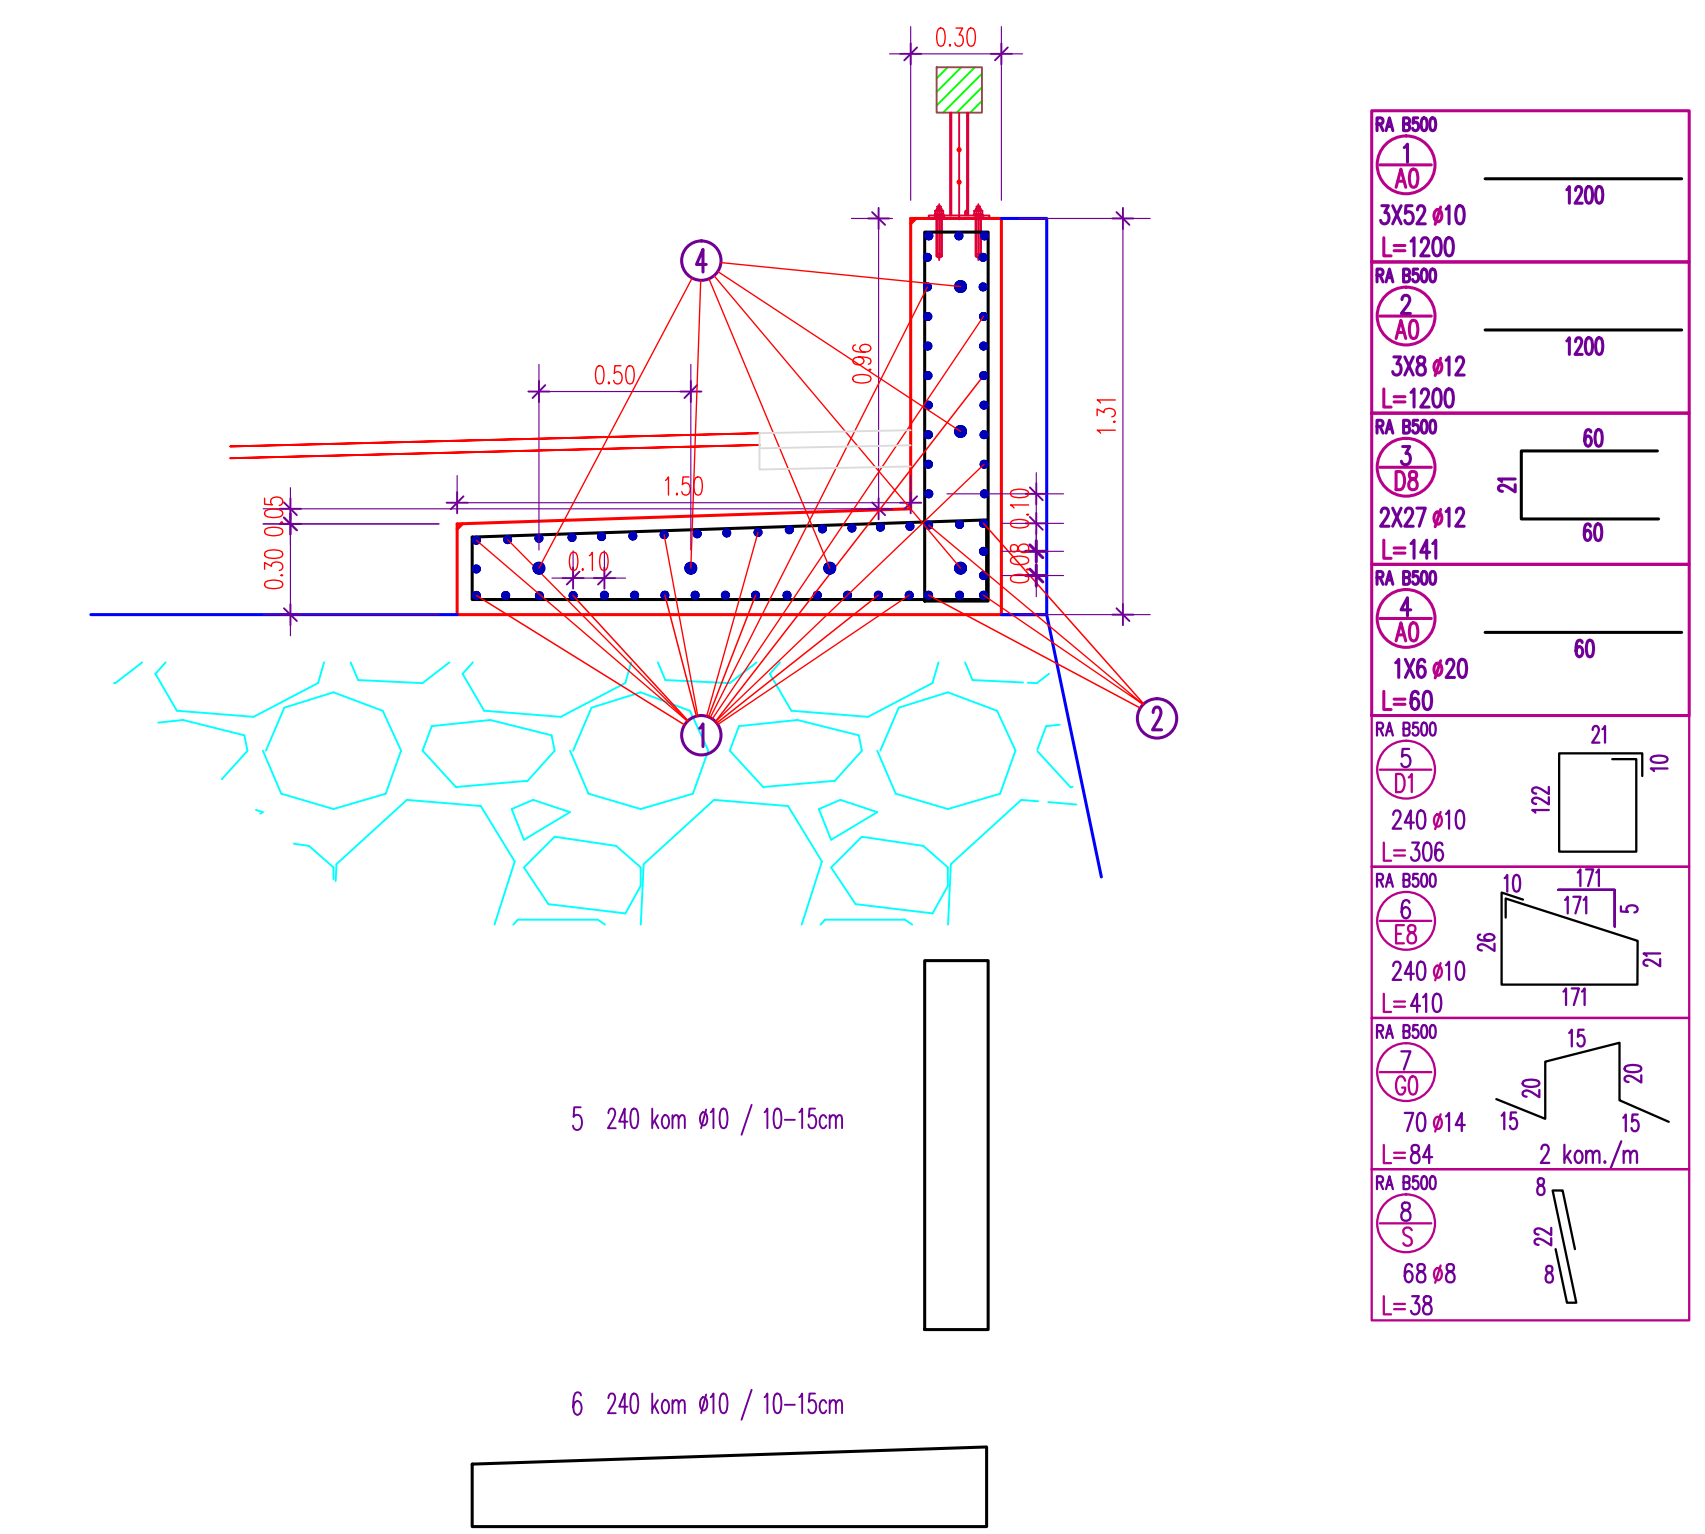 0.30
4
0.96
0.50
1.31
1.50
0.05
0.30
0.10
0.10
0.08
1
2
5 240 kom ø10 / 10-15cm
6 240 kom ø10 / 10-15cm
RA B500
1
A0
1200
3X52 ø10
L=1200
RA B500
2
A0
1200
3X8 ø12
L=1200
RA B500
60
3
D8
21
2X27 ø12
60
L=141
RA B500
4
A0
60
1X6 ø20
L=60
RA B500
21
5
D1
10
122
240 ø10
L=306
RA B500
171
10
171
5
6
E8
26
21
240 ø10
171
L=410
RA B500
15
7
G0
20
20
70 ø14
15
15
L=84
2 kom./m
RA B500
8
8
S
22
68 ø8
8
L=38